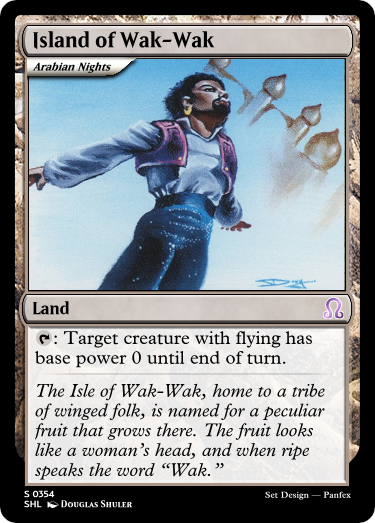 Island of Wak-Wak
Arabian Nights
Land
: Target creature with flying has
base power 0 until end of turn.
The Isle of Wak-Wak, home to a tribe
of winged folk, is named for a peculiar
fruit that grows there. The fruit looks
like a woman's head, and when ripe
speaks the word “Wak.”
S 0354
SHL Douglas Shuler
Set Design — Panfex